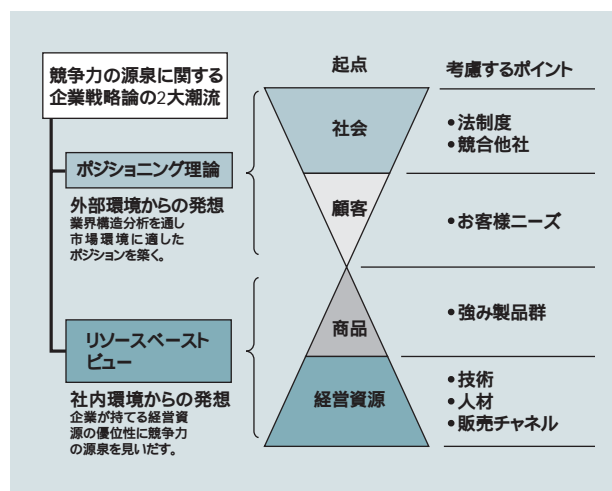 競争力の源泉に関する
企業戦略論の2大潮流
ポジショニング理論
外部環境からの発想
業界構造分析を通し
市場環境に適した
ポジションを築く。
リソースベースト
ビュー
社内環境からの発想
企業が持てる経営資
源の優位性に競争力
の源泉を見いだす。
起点
社会
顧客
商品
経営資源
考慮するポイント
•法制度
•競合他社
•お客様ニーズ
•強み製品群
•技術
•人材
•販売チャネル